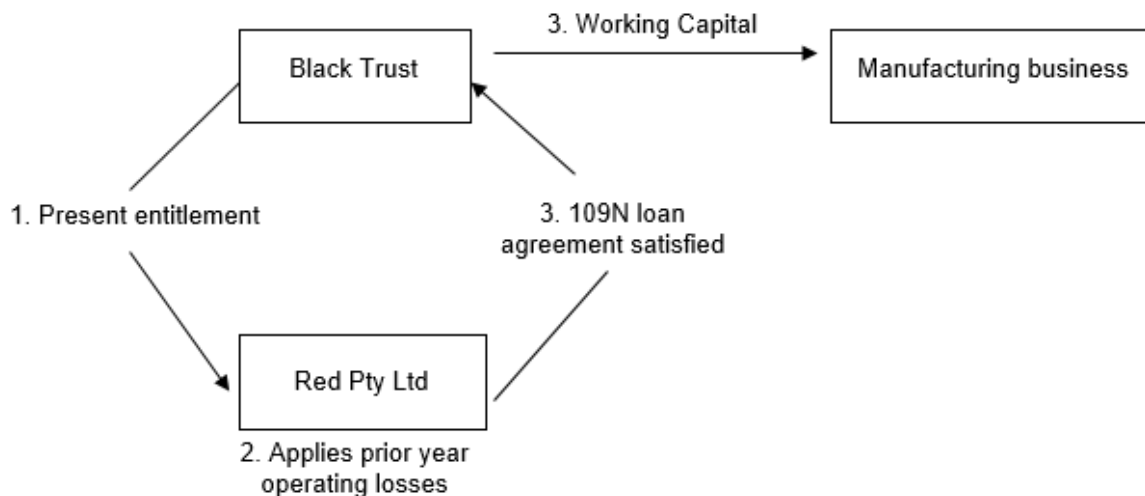 3. Working Capital
Black Trust
Manufacturing business
1. Present entitlement
3. 109N loan
agreement satisfied
Red Pty Ltd
2. Applies prior year
operating losses